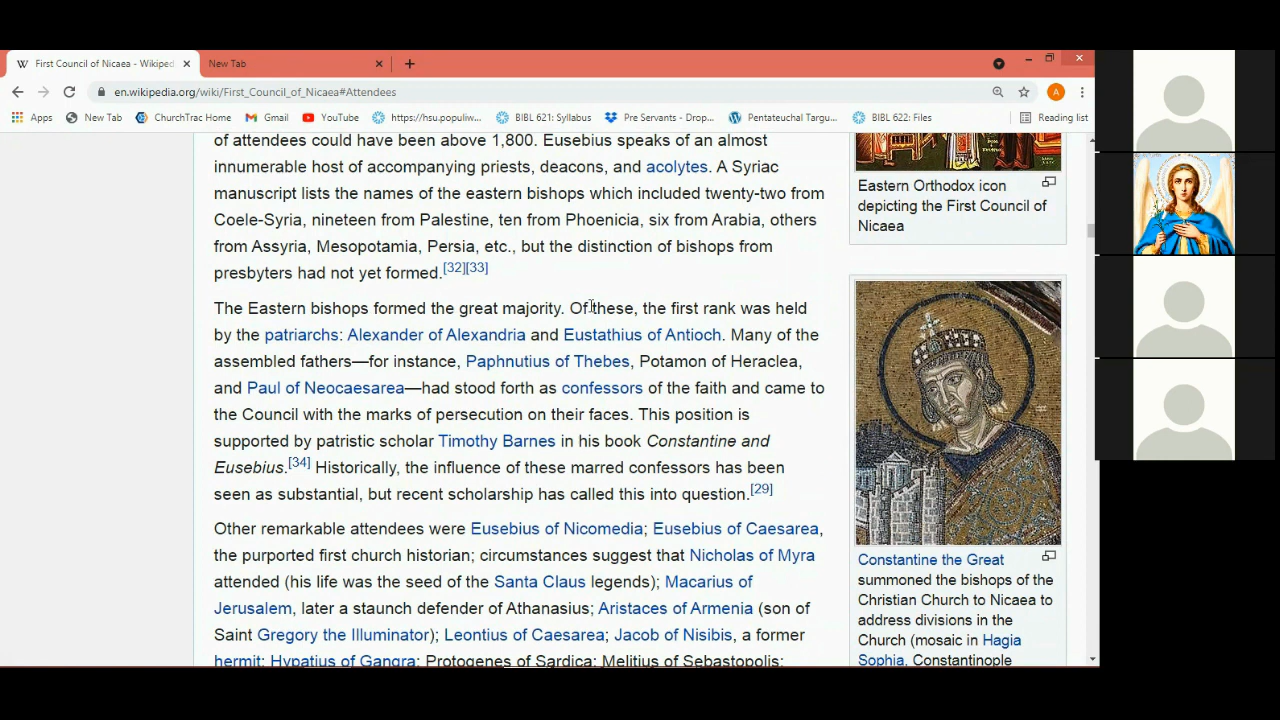 First Council of Nicaea - Wikiped
New Tab
en.wikipedia.org/wiki/First_Council_of_Nicaea#Attendees
A
Apps New Tab ChurchTrac Home Gmail YouTube https://hsu.populiw... BIBL 621: Syllabus Pre Servants - Drop... Pentateuchal Targu... BIBL 622: Files Reading list
of attendees could have been above 1,800. Eusebius speaks of an almost
innumerable host of accompanying priests, deacons, and acolytes. A Syriac
manuscript lists the names of the eastern bishops which included twenty-two from
Coele-Syria, nineteen from Palestine, ten from Phoenicia, six from Arabia, others
from Assyria, Mesopotamia, Persia, etc., but the distinction of bishops from
presbyters had not yet formed.[32][33]
The Eastern bishops formed the great majority. Of these, the first rank was held
by the patriarchs: Alexander of Alexandria and Eustathius of Antioch. Many of the
assembled fathers—for instance, Paphnutius of Thebes, Potamon of Heraclea,
and Paul of Neocaesarea—had stood forth as confessors of the faith and came to
the Council with the marks of persecution on their faces. This position is
supported by patristic scholar Timothy Barnes in his book Constantine and
Eusebius.[34] Historically, the influence of these marred confessors has been
seen as substantial, but recent scholarship has called this into question.[29]
Other remarkable attendees were Eusebius of Nicomedia; Eusebius of Caesarea,
the purported first church historian; circumstances suggest that Nicholas of Myra
attended (his life was the seed of the Santa Claus legends); Macarius of
Jerusalem, later a staunch defender of Athanasius; Aristaces of Armenia (son of
Saint Gregory the Illuminator); Leontius of Caesarea; Jacob of Nisibis, a former
hermit; Hypatius of Gangra; Protogenes of Sardica; Melitius of Sebastopolis;
Eastern Orthodox icon
depicting the First Council of
Nicaea
Constantine the Great
summoned the bishops of the
Christian Church to Nicaea to
address divisions in the
Church (mosaic in Hagia
Sophia, Constantinople